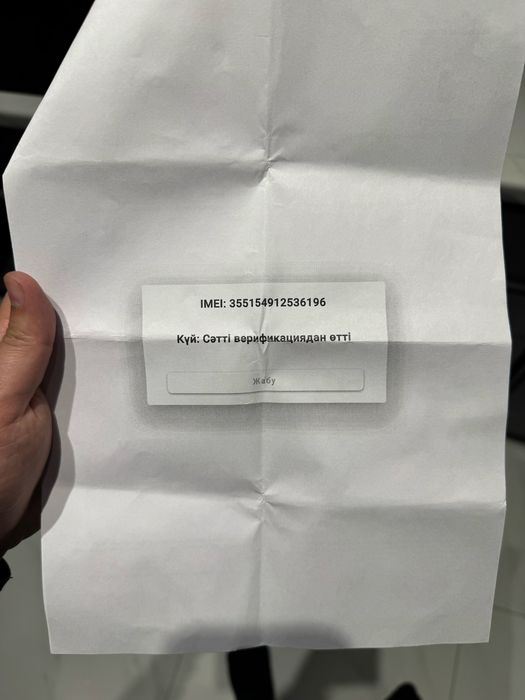 IMEI: 355154912536196
Күй: Сәтті верификациядан өтті
Жабу